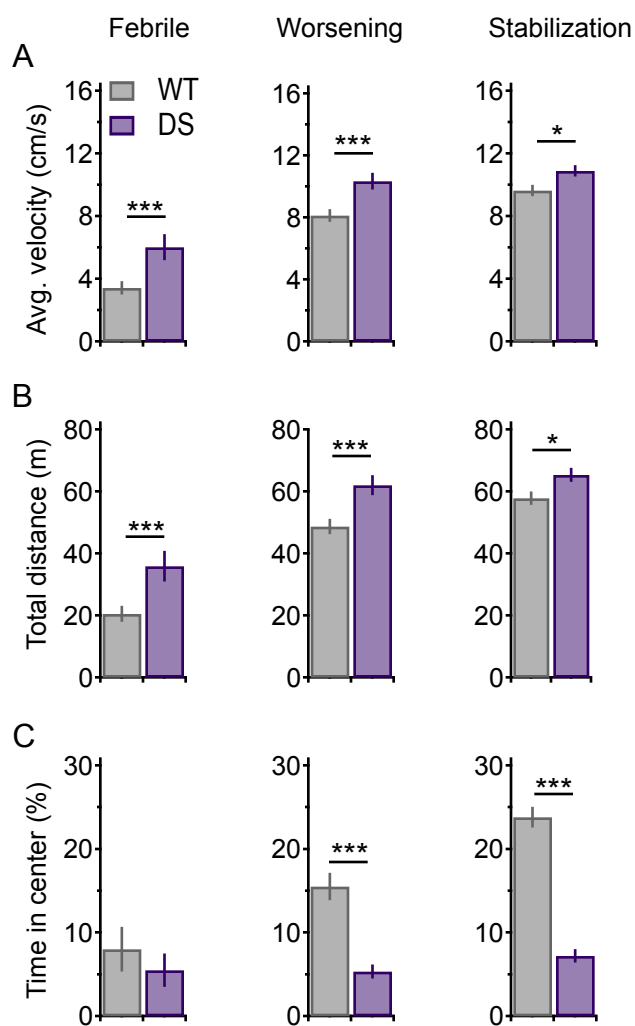 Febrile Worsening Stabilization
A
WT
DS
Avg. velocity (cm/s)
16 12 8 4 0
***
16 12 8 4 0
***
16 12 8 4 0
*
B
Total distance (m)
80 60 40 20 0
***
80 60 40 20 0
***
80 60 40 20 0
*
C
Time in center (%)
30 20 10 0
30 20 10 0
***
30 20 10 0
***